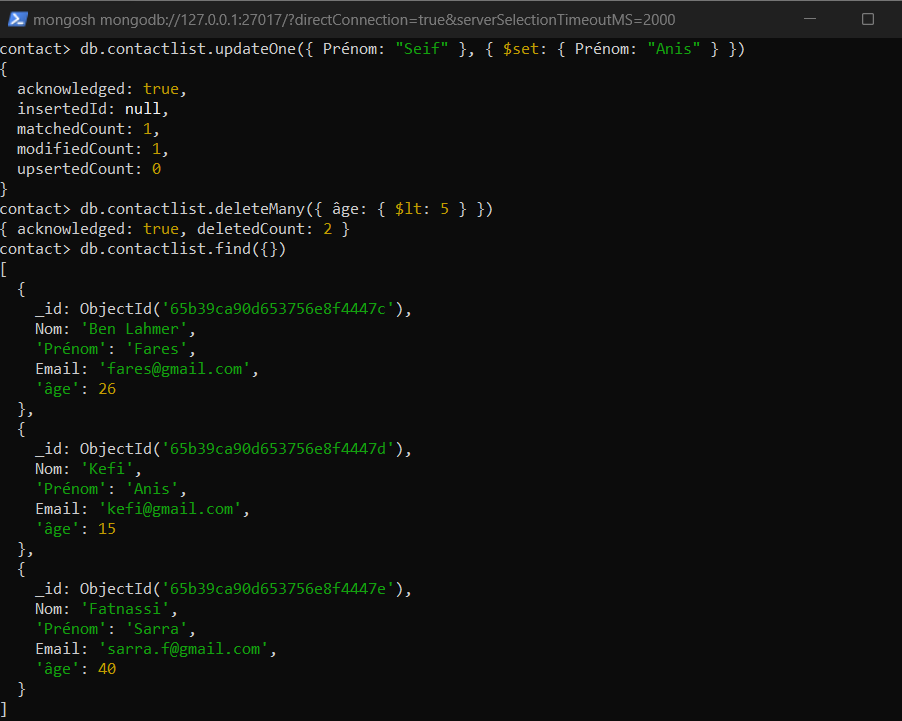 mongosh mongodb://127.0.0.1:27017/?directConnection=true&serverSelectionTimeoutMS=2000
contact> db.contactlist.updateOne({ Prénom: "Seif" }, { $set: { Prénom: "Anis" } })
{
  acknowledged: true,
  insertedId: null,
  matchedCount: 1,
  modifiedCount: 1,
  upsertedCount: 0
}
contact> db.contactlist.deleteMany({ âge: { $lt: 5 } })
{ acknowledged: true, deletedCount: 2 }
contact> db.contactlist.find({})
[
  {
    _id: ObjectId('65b39ca90d653756e8f4447c'),
    Nom: 'Ben Lahmer',
    'Prénom': 'Fares',
    Email: 'fares@gmail.com',
    'âge': 26
  },
  {
    _id: ObjectId('65b39ca90d653756e8f4447d'),
    Nom: 'Kefi',
    'Prénom': 'Anis',
    Email: 'kefi@gmail.com',
    'âge': 15
  },
  {
    _id: ObjectId('65b39ca90d653756e8f4447e'),
    Nom: 'Fatnassi',
    'Prénom': 'Sarra',
    Email: 'sarra.f@gmail.com',
    'âge': 40
  }
]